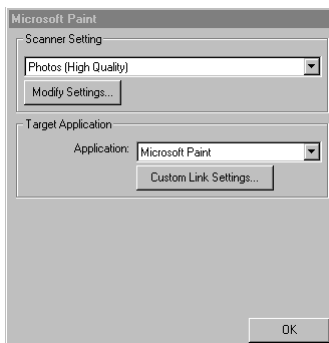 Microsoft Paint
Scanner Setting
Photos (High Quality)
Modify Settings...
Target Application
Application: Microsoft Paint
Custom Link Settings...
OK